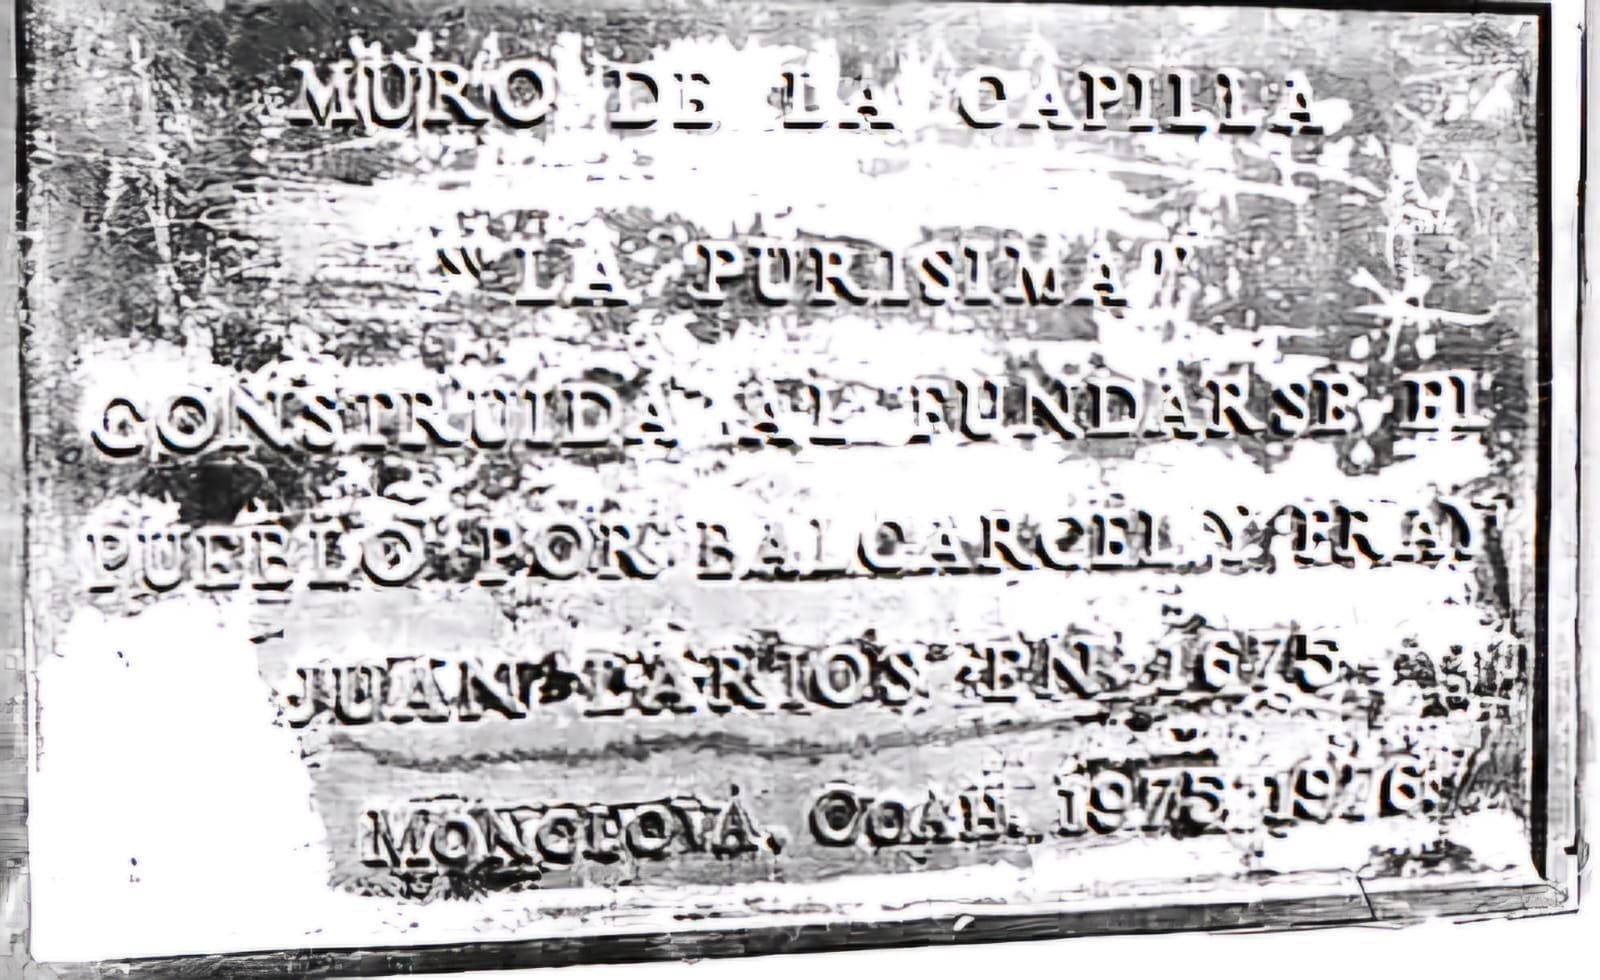 MURO DE LA CAPILLA
"LA PURISIMA"
CONSTRUIDA AL FUNDARSE EL
PUEBLO POR BALCARCEL Y FRAY
JUAN LARIOS EN 1675
MONCLOVA, COAH. 1975-1976